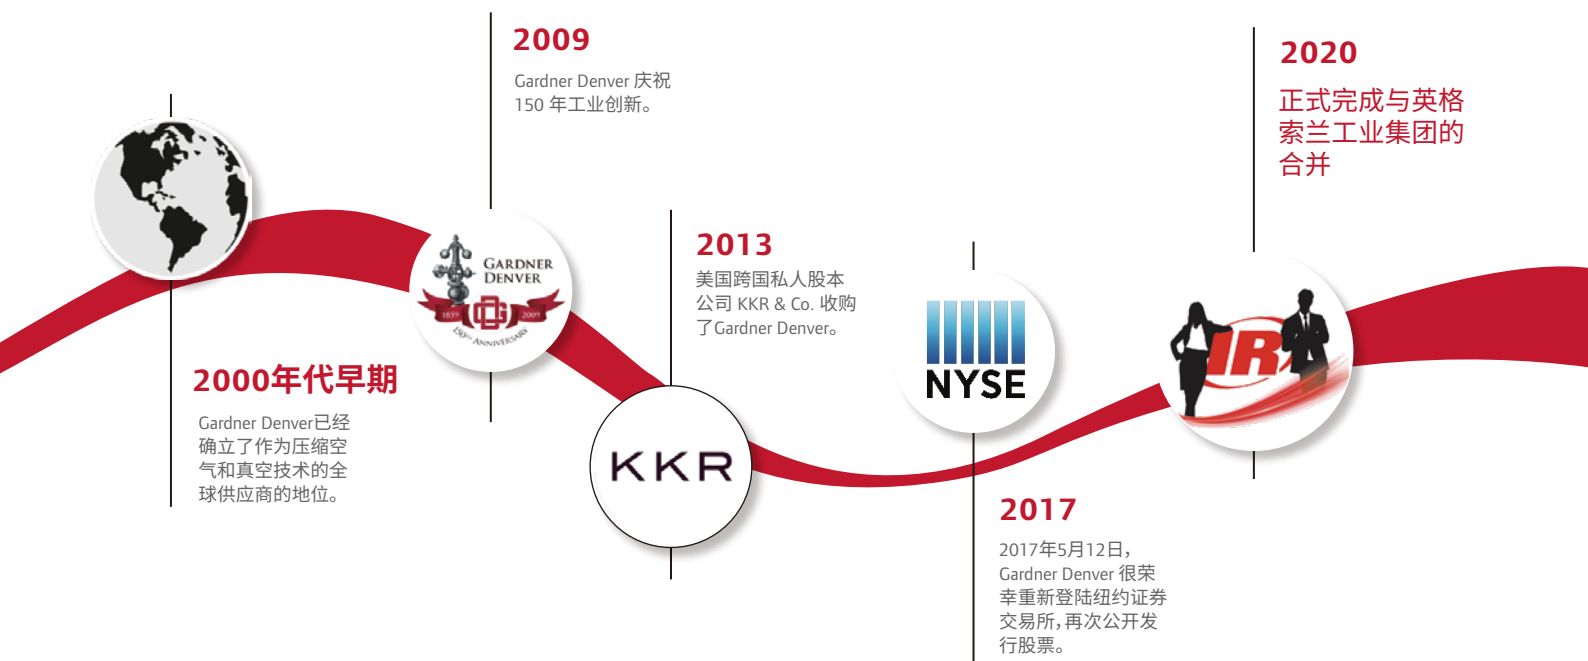 2000年代早期
Gardner Denver已经
确立了作为压缩空
气和真空技术的全
球供应商的地位。
2009
Gardner Denver 庆祝
150 年工业创新。
GARDNER
DENVER
1859 2009
150TH ANNIVERSARY
2013
美国跨国私人股本
公司 KKR & Co. 收购
了Gardner Denver。
KKR
NYSE
2017
2017年5月12日，
Gardner Denver 很荣
幸重新登陆纽约证券
交易所，再次公开发
行股票。
2020
正式完成与英格
索兰工业集团的
合并
IR